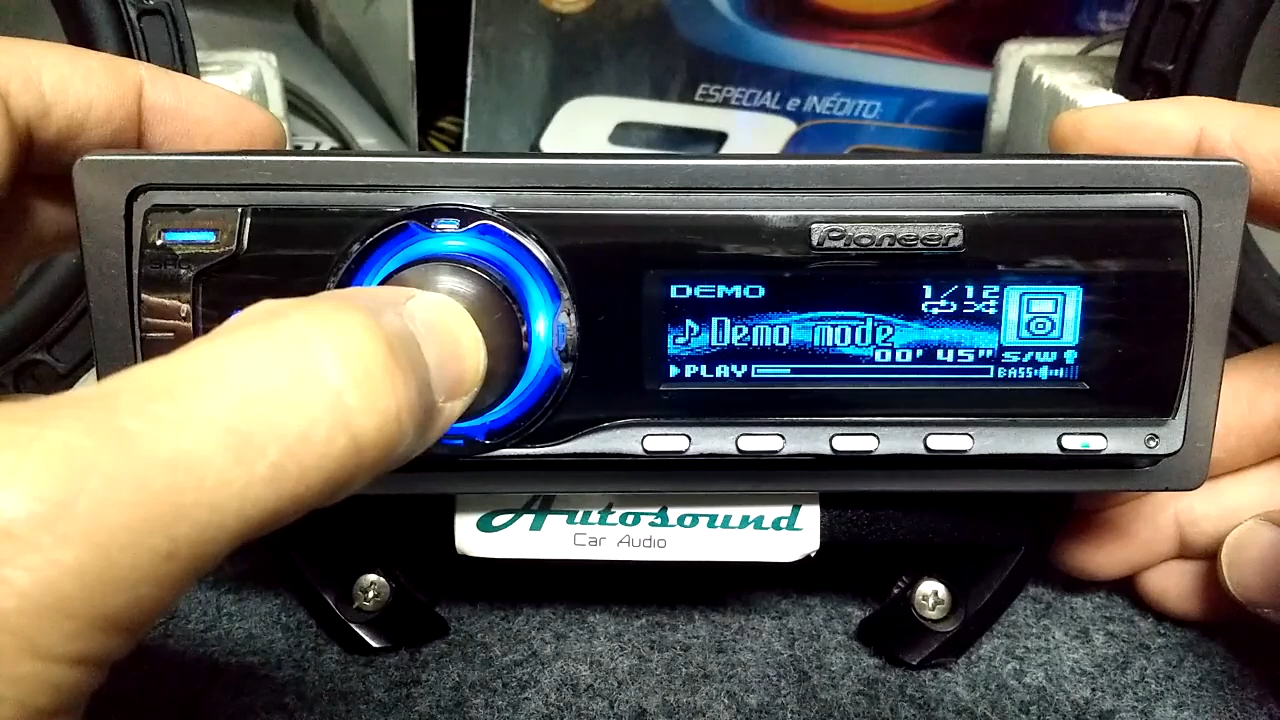 ESPECIAL e INÉDITO:
Pioneer
DEMO 1/12
Demo mode
00' 45" S/W
PLAY BASS
Autosound
Car Audio